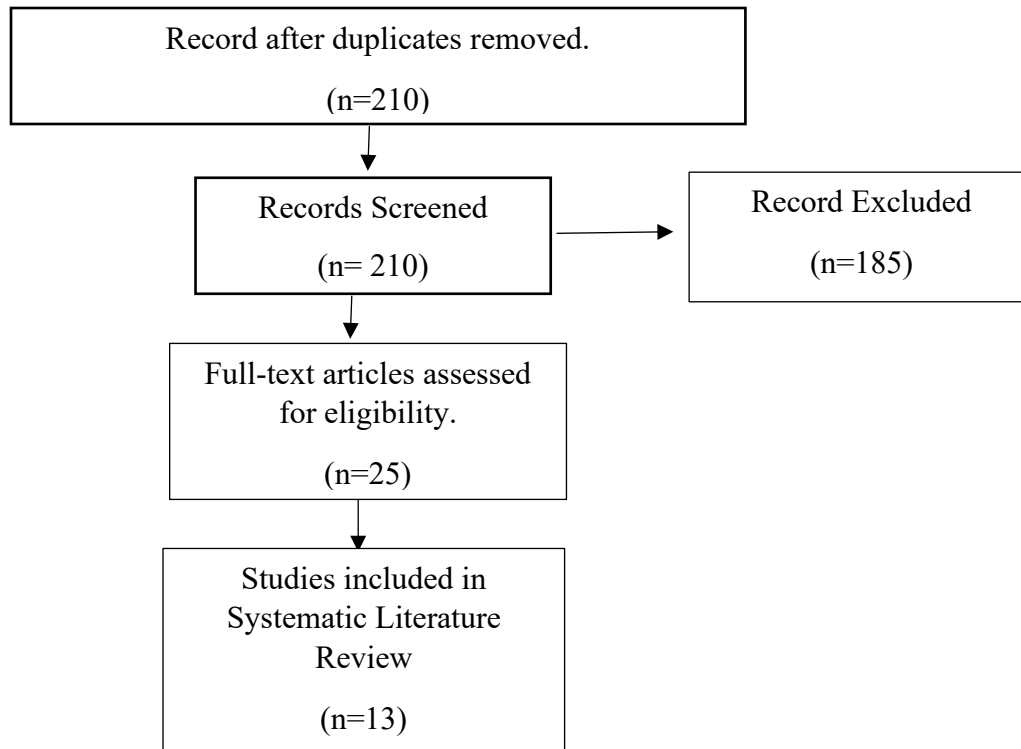 Record after duplicates removed.
(n=210)
Records Screened
(n= 210)
Record Excluded
(n=185)
Full-text articles assessed
for eligibility.
(n=25)
Studies included in
Systematic Literature
Review
(n=13)